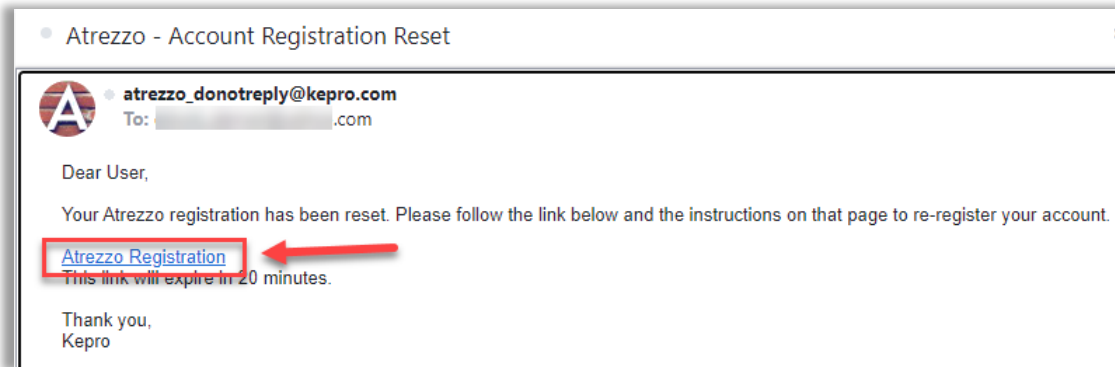 Atrezzo - Account Registration Reset
A
atrezzo_donotreply@kepro.com
To: .com
Dear User,
Your Atrezzo registration has been reset. Please follow the link below and the instructions on that page to re-register your account.
Atrezzo Registration
This link will expire in 20 minutes.
Thank you,
Kepro